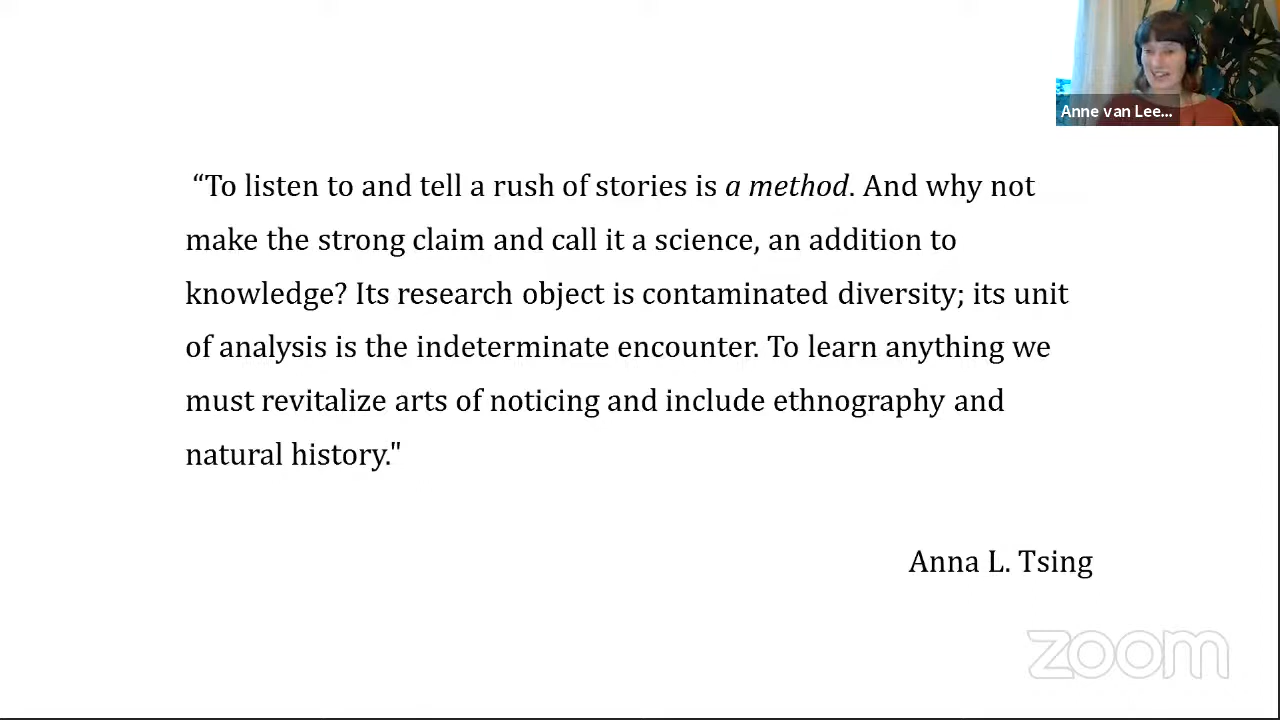 Anne van Lee...
“To listen to and tell a rush of stories is a method. And why not
make the strong claim and call it a science, an addition to
knowledge? Its research object is contaminated diversity; its unit
of analysis is the indeterminate encounter. To learn anything we
must revitalize arts of noticing and include ethnography and
natural history."
Anna L. Tsing
zoom